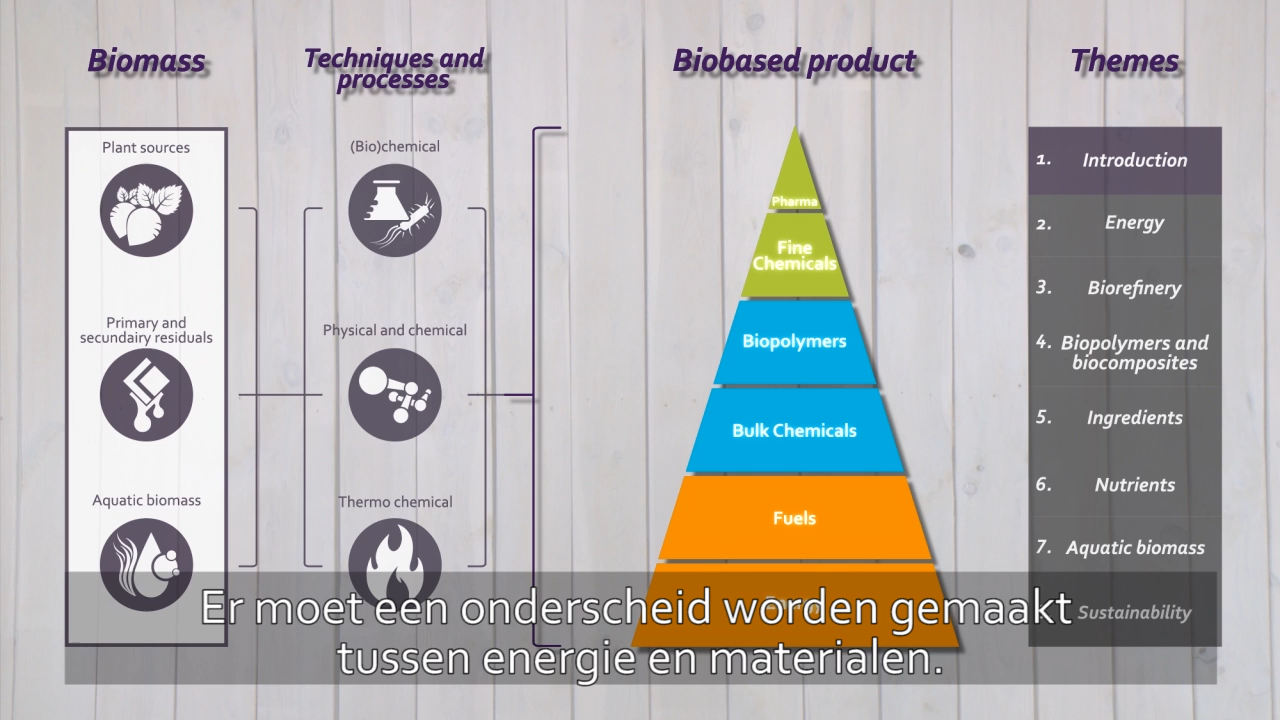 Biomass
Plant sources
Primary and
secundairy residuals
Aquatic biomass
Techniques and
processes
(Bio)chemical
Physical and chemical
Thermo chemical
Biobased product
Pharma
Fine
Chemicals
Biopolymers
Bulk Chemicals
Fuels
Themes
1. Introduction
2. Energy
3. Biorefinery
4. Biopolymers and
biocomposites
5. Ingredients
6. Nutrients
7. Aquatic biomass
Sustainability
Er moet een onderscheid worden gemaakt
tussen energie en materialen.